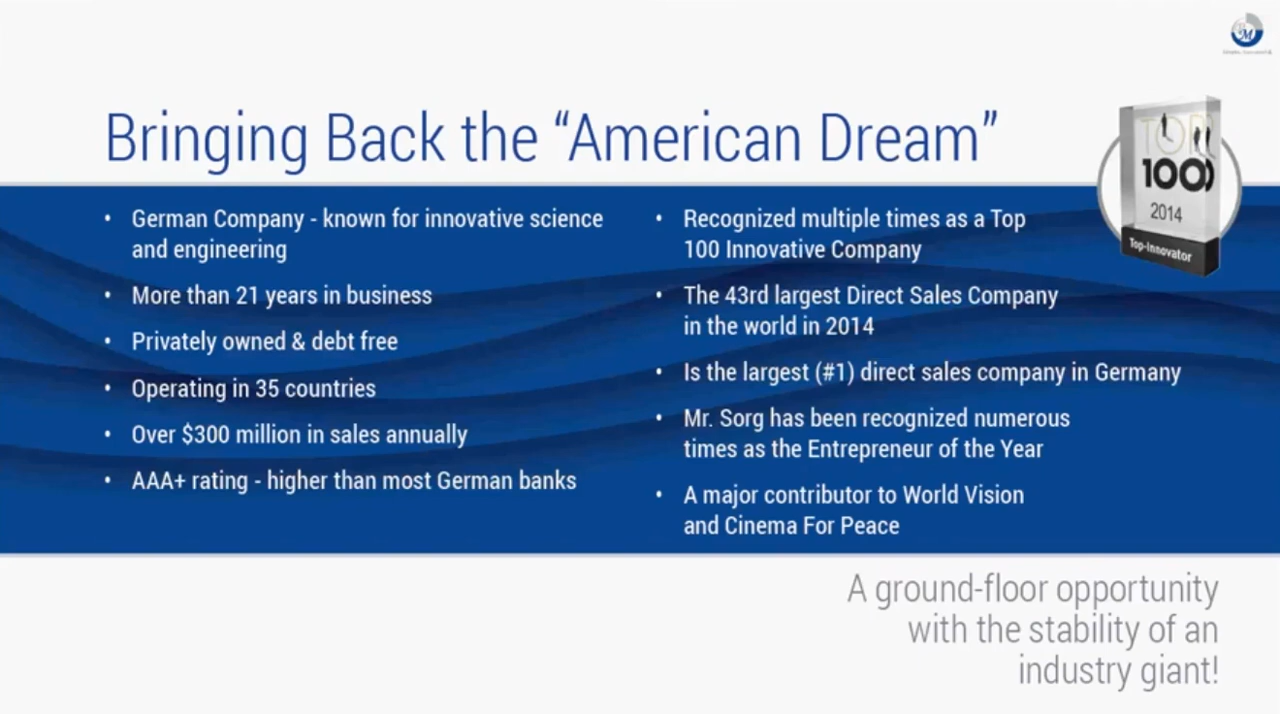 Bringing Back the “American Dream”
TOP
100
2014
Top-Innovator
• German Company - known for innovative science
and engineering
• More than 21 years in business
• Privately owned & debt free
• Operating in 35 countries
• Over $300 million in sales annually
• AAA+ rating - higher than most German banks
• Recognized multiple times as a Top
100 Innovative Company
• The 43rd largest Direct Sales Company
in the world in 2014
• Is the largest (#1) direct sales company in Germany
• Mr. Sorg has been recognized numerous
times as the Entrepreneur of the Year
• A major contributor to World Vision
and Cinema For Peace
A ground-floor opportunity
with the stability of an
industry giant!